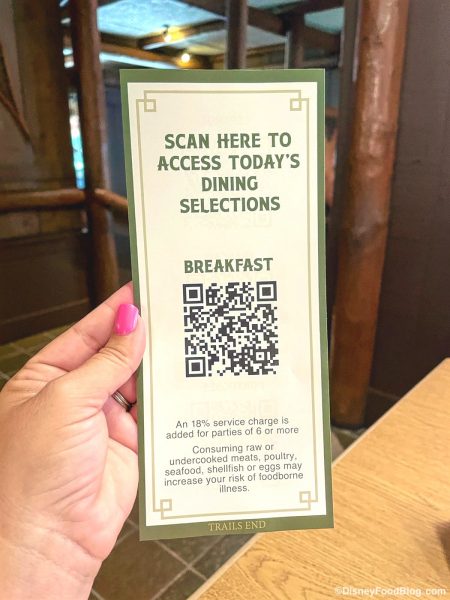 SCAN HERE TO
ACCESS TODAY'S
DINING
SELECTIONS
BREAKFAST
An 18% service charge is
added for parties of 6 or more
Consuming raw or
undercooked meats, poultry,
seafood, shellfish or eggs may
increase your risk of foodborne
illness.
TRAILS END
©DisneyFoodBlog.com